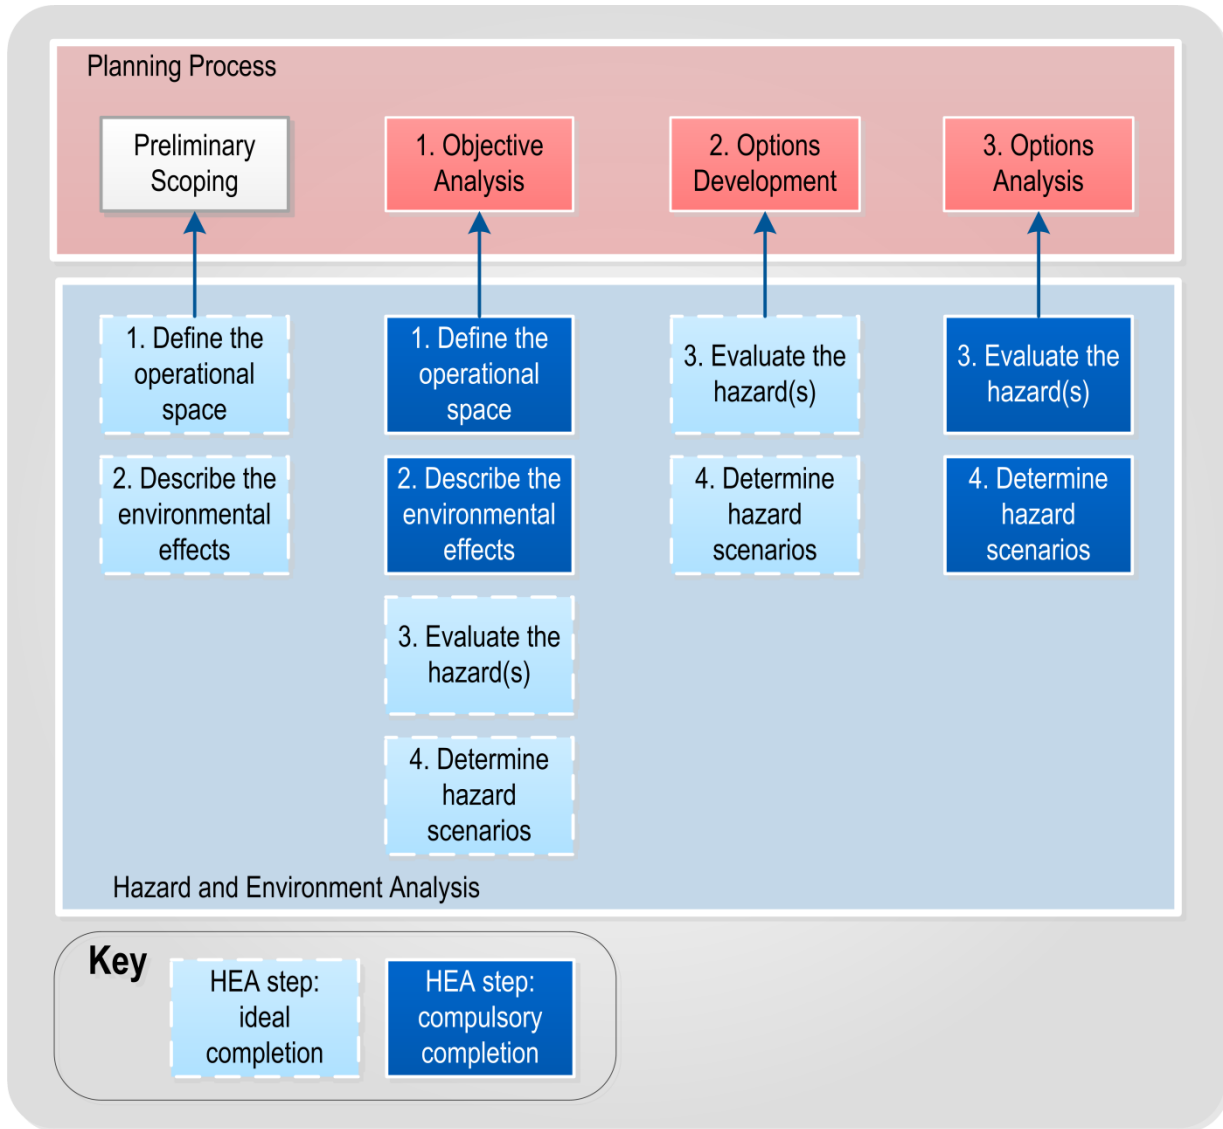 Planning Process
Preliminary
Scoping
1. Objective
Analysis
2. Options
Development
3. Options
Analysis
1. Define the
operational
space
2. Describe the
environmental
effects
1. Define the
operational
space
2. Describe the
environmental
effects
3. Evaluate the
hazard(s)
4. Determine
hazard
scenarios
3. Evaluate the
hazard(s)
4. Determine
hazard
scenarios
3. Evaluate the
hazard(s)
4. Determine
hazard
scenarios
Hazard and Environment Analysis
Key
HEA step:
ideal
completion
HEA step:
compulsory
completion